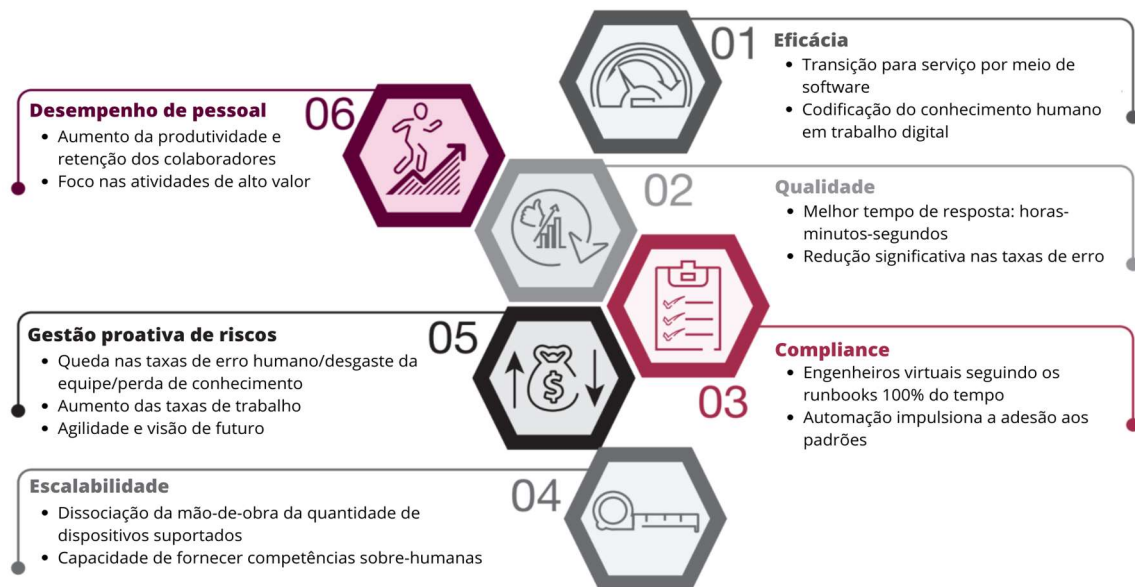 01
Eficácia
• Transição para serviço por meio de
software
• Codificação do conhecimento humano
em trabalho digital
02
Qualidade
• Melhor tempo de resposta: horas-
minutos-segundos
• Redução significativa nas taxas de erro
03
Compliance
• Engenheiros virtuais seguindo os
runbooks 100% do tempo
• Automação impulsiona a adesão aos
padrões
04
Escalabilidade
• Dissociação da mão-de-obra da quantidade de
dispositivos suportados
• Capacidade de fornecer competências sobre-humanas
05
Gestão proativa de riscos
• Queda nas taxas de erro humano/desgaste da
equipe/perda de conhecimento
• Aumento das taxas de trabalho
• Agilidade e visão de futuro
$
06
Desempenho de pessoal
• Aumento da produtividade e
retenção dos colaboradores
• Foco nas atividades de alto valor